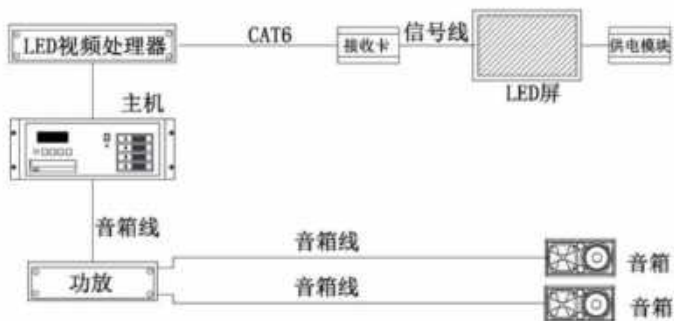 LED视频处理器
CAT6
接收卡
信号线
供电模块
LED屏
主机
音箱线
功放
音箱线
音箱
音箱线
音箱